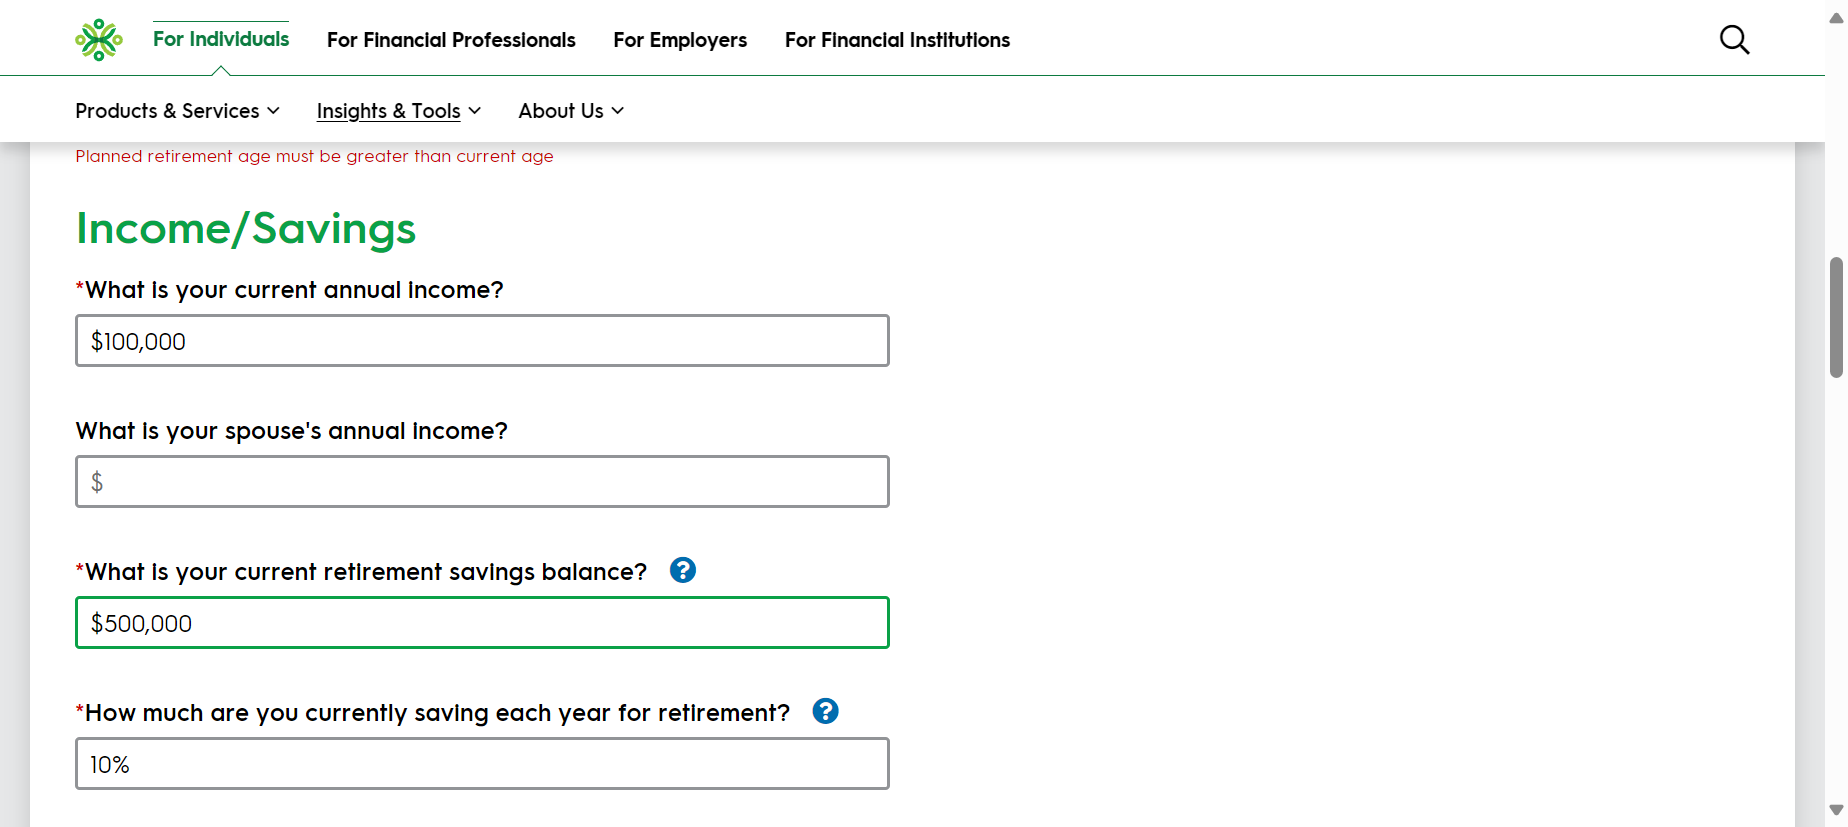 For Individuals For Financial Professionals For Employers For Financial Institutions
Products & Services Insights & Tools About Us
Planned retirement age must be greater than current age
Income/Savings
*What is your current annual income?
$100,000
What is your spouse's annual income?
$
*What is your current retirement savings balance? ?
$500,000
*How much are you currently saving each year for retirement? ?
10%